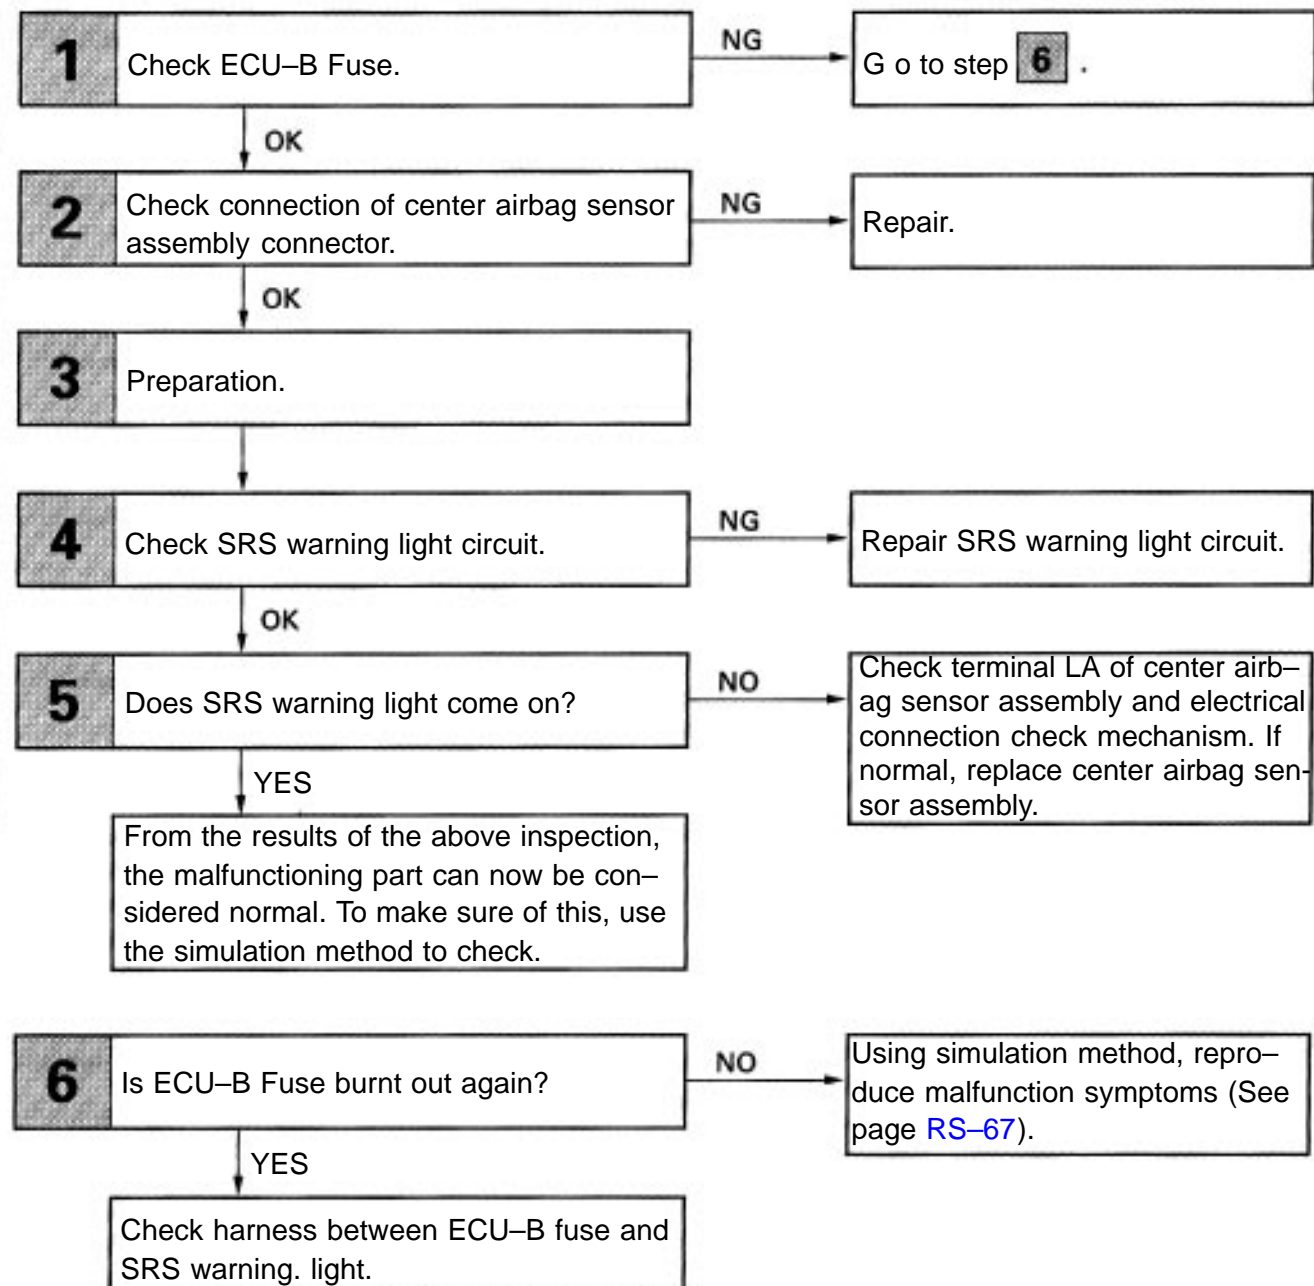 1
Check ECU–B Fuse.
NG
G o to step 6 .
OK
2
Check connection of center airbag sensor
assembly connector.
NG
Repair.
OK
3
Preparation.
4
Check SRS warning light circuit.
NG
Repair SRS warning light circuit.
OK
5
Does SRS warning light come on?
NO
Check terminal LA of center airb–
ag sensor assembly and electrical
connection check mechanism. If
normal, replace center airbag sen-
sor assembly.
YES
From the results of the above inspection,
the malfunctioning part can now be con–
sidered normal. To make sure of this, use
the simulation method to check.
6
Is ECU–B Fuse burnt out again?
NO
Using simulation method, repro–
duce malfunction symptoms (See
page RS–67).
YES
Check harness between ECU–B fuse and
SRS warning. light.